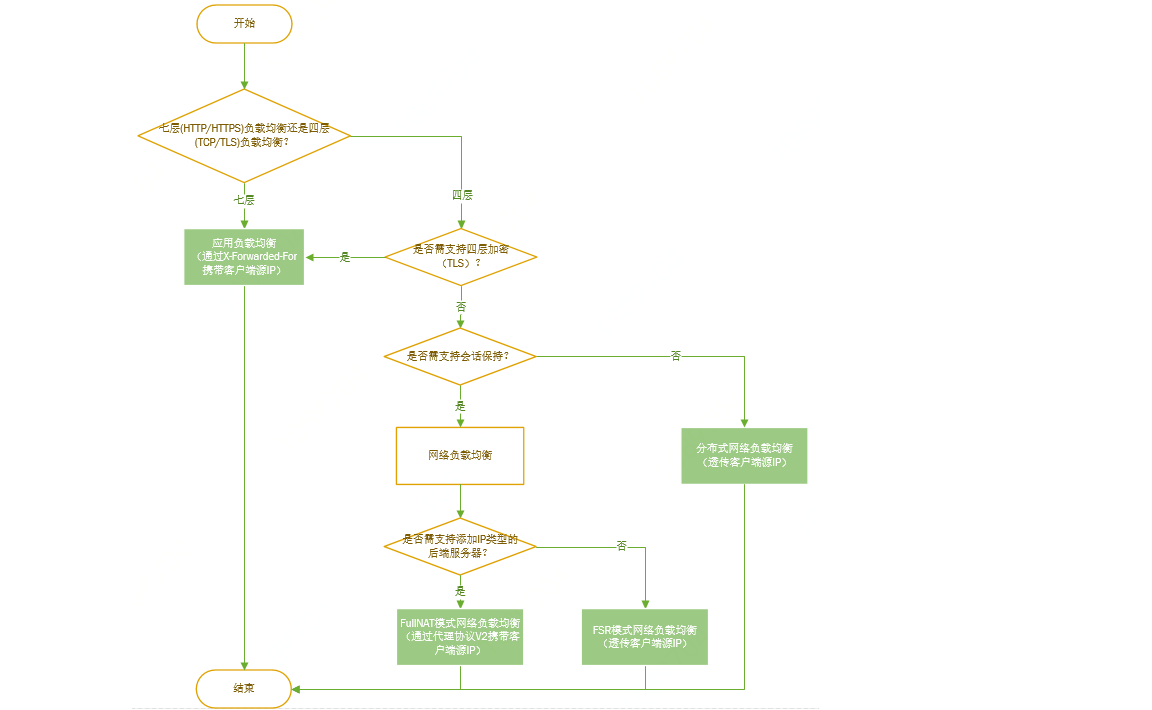 开始
七层(HTTP/HTTPS)负载均衡还是四层
(TCP/TLS)负载均衡?
七层
四层
应用负载均衡
（通过X-Forwarded-For
携带客户端源IP）
是
是否需支持四层加密
（TLS）?
否
是否需支持会话保持?
否
是
网络负载均衡
分布式网络负载均衡
（透传客户端源IP）
是否需支持添加IP类型的
后端服务器?
否
是
FullNAT模式网络负载均衡
（通过代理协议V2携带客
户端源IP）
FSR模式网络负载均衡
（透传客户端源IP）
结束